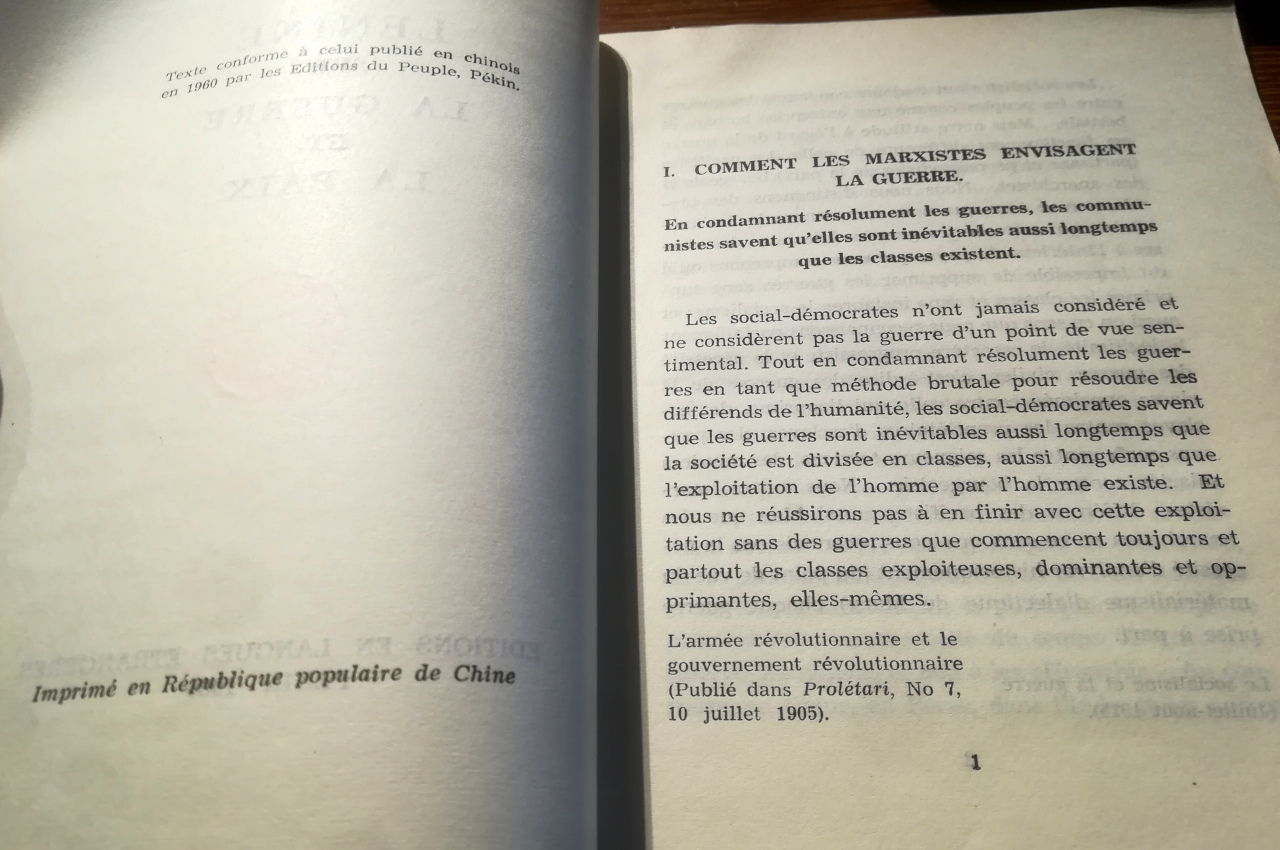 Texte conforme à celui publié en chinois
en 1960 par les Editions du Peuple, Pékin.
Imprimé en République populaire de Chine
I. COMMENT LES MARXISTES ENVISAGENT
LA GUERRE.
En condamnant résolument les guerres, les commu-
nistes savent qu'elles sont inévitables aussi longtemps
que les classes existent.
Les social-démocrates n'ont jamais considéré et
ne considèrent pas la guerre d'un point de vue sen-
timental. Tout en condamnant résolument les guer-
res en tant que méthode brutale pour résoudre les
différends de l'humanité, les social-démocrates savent
que les guerres sont inévitables aussi longtemps que
la société est divisée en classes, aussi longtemps que
l'exploitation de l'homme par l'homme existe. Et
nous ne réussirons pas à en finir avec cette exploi-
tation sans des guerres que commencent toujours et
partout les classes exploiteuses, dominantes et op-
primantes, elles-mêmes.
L'armée révolutionnaire et le
gouvernement révolutionnaire
(Publié dans Prolétari, No 7,
10 juillet 1905).
1